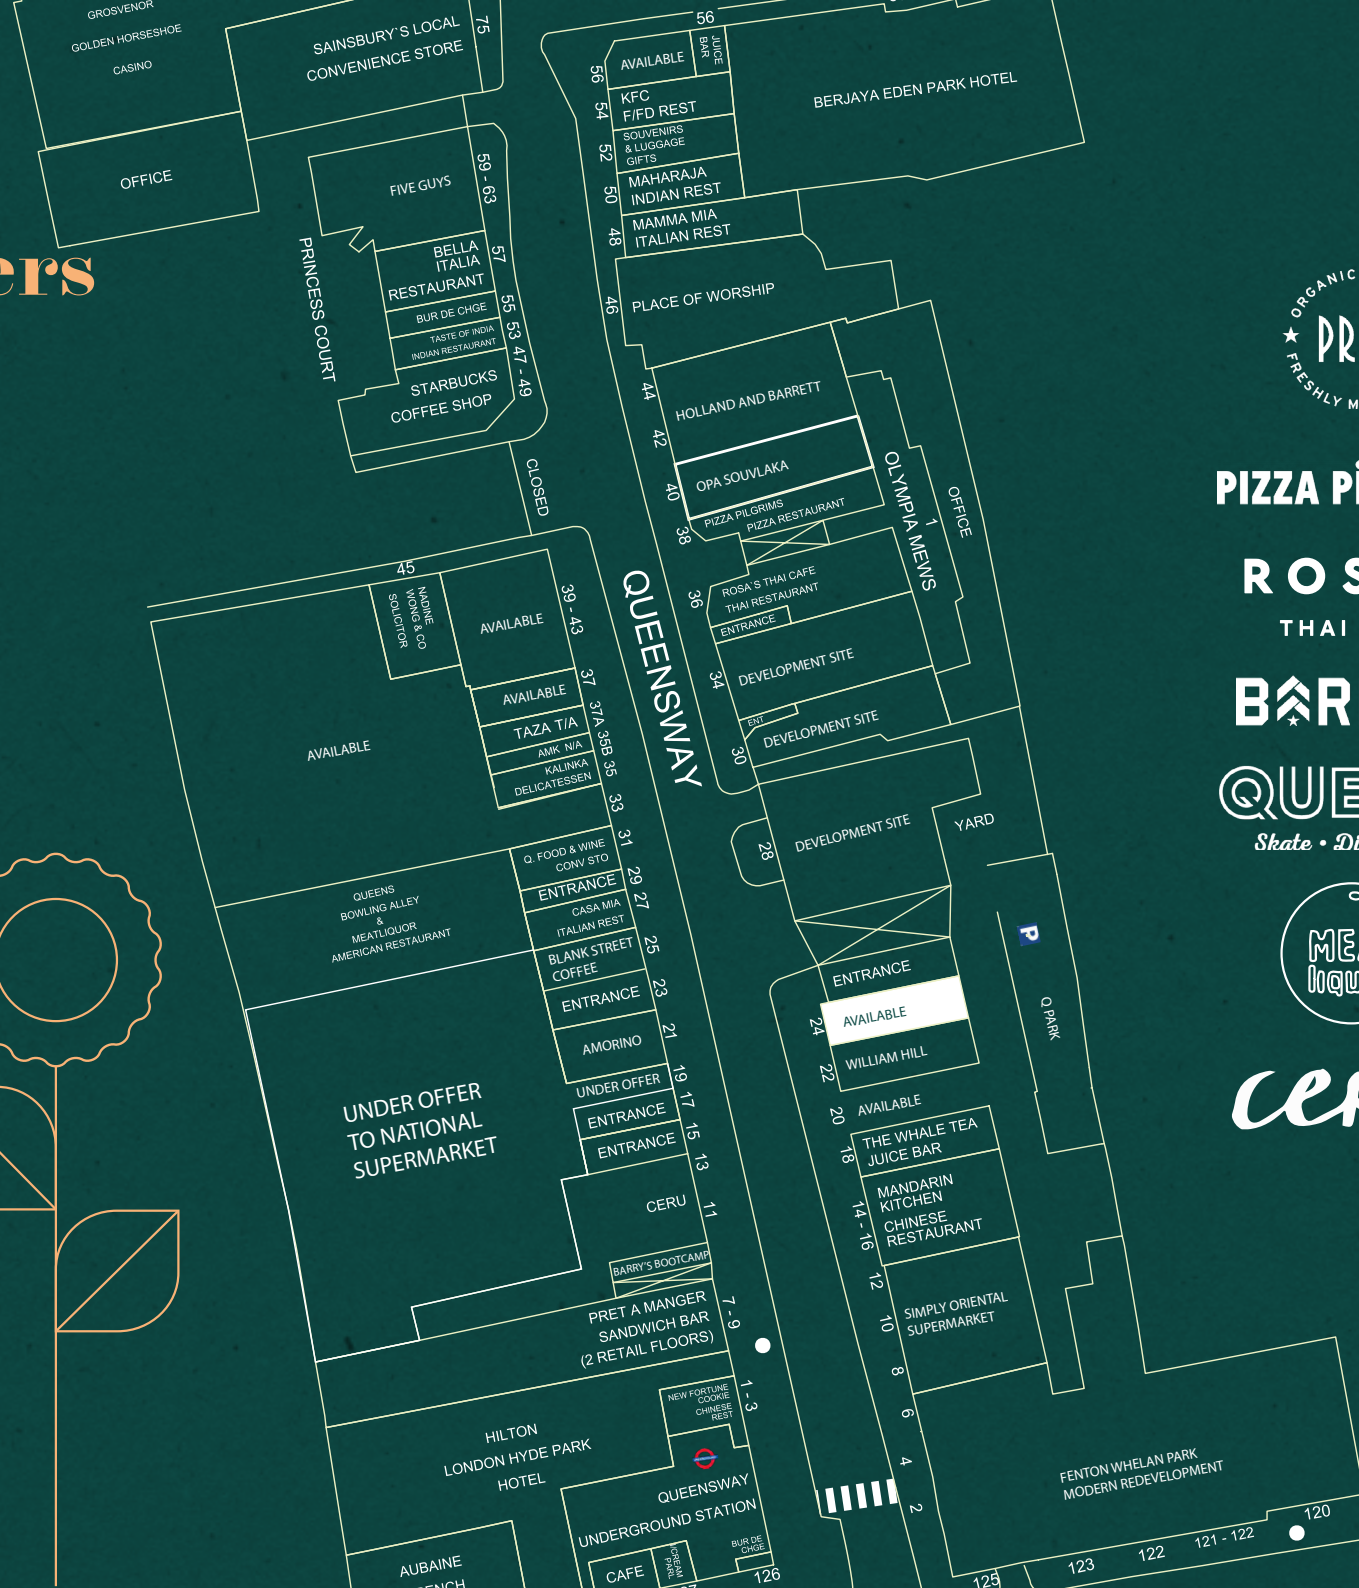 GROSVENOR
GOLDEN HORSESHOE
CASINO
OFFICE
SAINSBURY`S LOCAL
CONVENIENCE STORE
75
FIVE GUYS
59 - 63
BELLA
ITALIA
RESTAURANT
57
BUR DE CHGE
55
TASTE OF INDIA
INDIAN RESTAURANT
53
STARBUCKS
COFFEE SHOP
47 - 49
PRINCESS COURT
CLOSED
56
AVAILABLE
JUICE
BAR
56
KFC
F/FD REST
54
SOUVENIRS
& LUGGAGE
GIFTS
52
MAHARAJA
INDIAN REST
50
MAMMA MIA
ITALIAN REST
48
BERJAYA EDEN PARK HOTEL
PLACE OF WORSHIP
46
HOLLAND AND BARRETT
44
42
OPA SOUVLAKA
40
PIZZA PILGRIMS
PIZZA RESTAURANT
38
ROSA`S THAI CAFE
THAI RESTAURANT
36
ENTRANCE
DEVELOPMENT SITE
34
ENT
DEVELOPMENT SITE
30
OLYMPIA MEWS
1
OFFICE
QUEENSWAY
DEVELOPMENT SITE
28
YARD
ENTRANCE
AVAILABLE
24
WILLIAM HILL
22
AVAILABLE
20
THE WHALE TEA
JUICE BAR
18
MANDARIN
KITCHEN
CHINESE
RESTAURANT
14 - 16
12
SIMPLY ORIENTAL
SUPERMARKET
10
8
6
4
2
P
Q PARK
FENTON WHELAN PARK
MODERN REDEVELOPMENT
120
121 - 122
122
123
125
126
45
NADINE
WONG & CO
SOLICITOR
AVAILABLE
39 - 43
AVAILABLE
37
TAZA T/A
37A
AMK N/A
35B
KALINKA
DELICATESSEN
35
AVAILABLE
33
31
Q. FOOD & WINE
CONV STO
ENTRANCE
29
CASA MIA
ITALIAN REST
27
BLANK STREET
COFFEE
25
ENTRANCE
23
AMORINO
21
UNDER OFFER
19
ENTRANCE
17
ENTRANCE
15
13
CERU
11
BARRY'S BOOTCAMP
PRET A MANGER
SANDWICH BAR
(2 RETAIL FLOORS)
7 - 9
QUEENS
BOWLING ALLEY
&
MEATLIQUOR
AMERICAN RESTAURANT
UNDER OFFER
TO NATIONAL
SUPERMARKET
NEW FORTUNE
COOKIE
CHINESE
REST
1 - 3
HILTON
LONDON HYDE PARK
HOTEL
QUEENSWAY
UNDERGROUND STATION
BUR DE
CHGE
CAFE
AUBAINE
ers
ORGANIC
PR
FRESHLY M
PIZZA PI
ROS
THAI
BAR
QUE
Skate • Di
MEA
liqu
cer